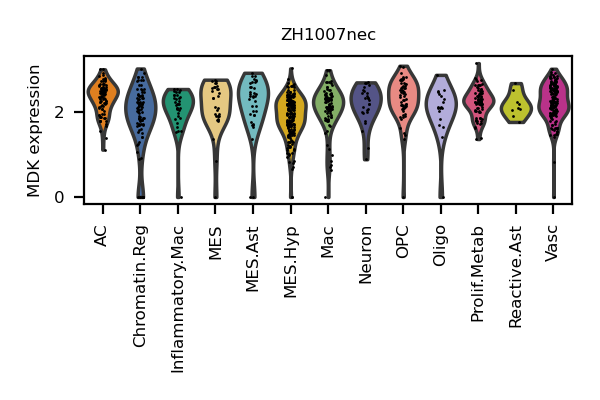 ZH1007nec
MDK expression
2
0
AC
Chromatin.Reg
Inflammatory.Mac
MES
MES.Ast
MES.Hyp
Mac
Neuron
OPC
Oligo
Prolif.Metab
Reactive.Ast
Vasc